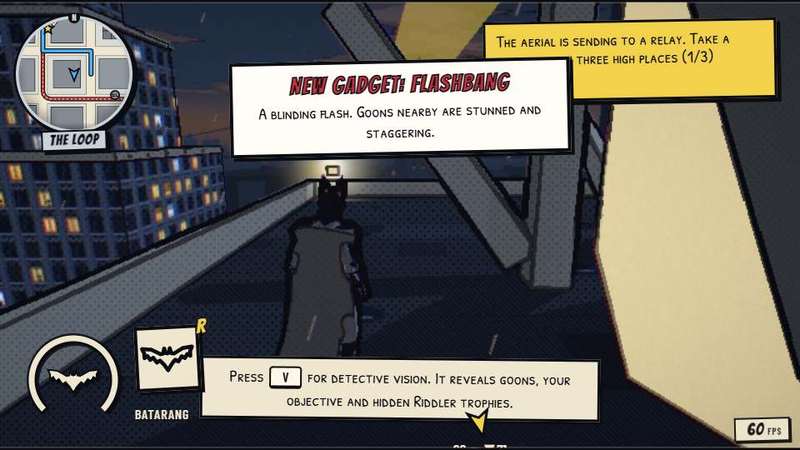 N
THE LOOP
THE AERIAL IS SENDING TO A RELAY. TAKE A
THREE HIGH PLACES (1/3)
NEW GADGET: FLASHBANG
A BLINDING FLASH. GOONS NEARBY ARE STUNNED AND
STAGGERING.
R
BATARANG
PRESS V FOR DETECTIVE VISION. IT REVEALS GOONS, YOUR
OBJECTIVE AND HIDDEN RIDDLER TROPHIES.
60 FPS